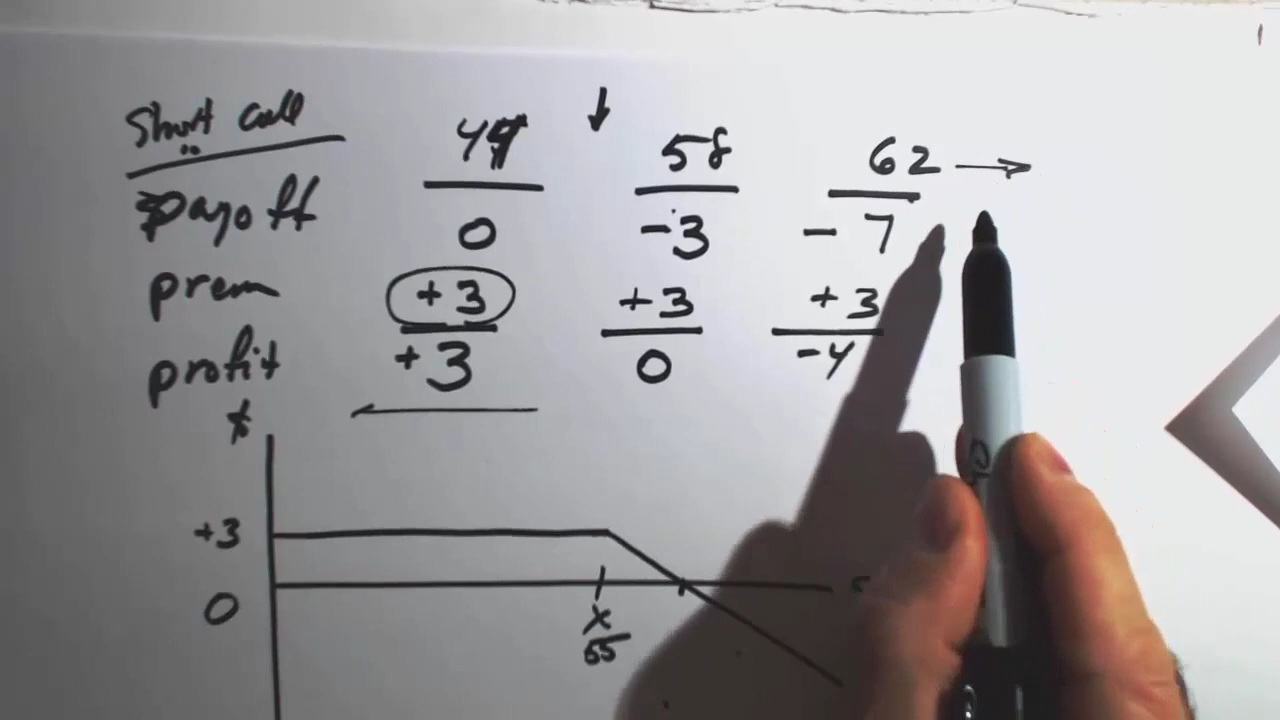 Short Call
49 58 62
payoff 0 -3 -7
prem +3 +3 +3
profit +3 0 -4
$
+3
0
X
55